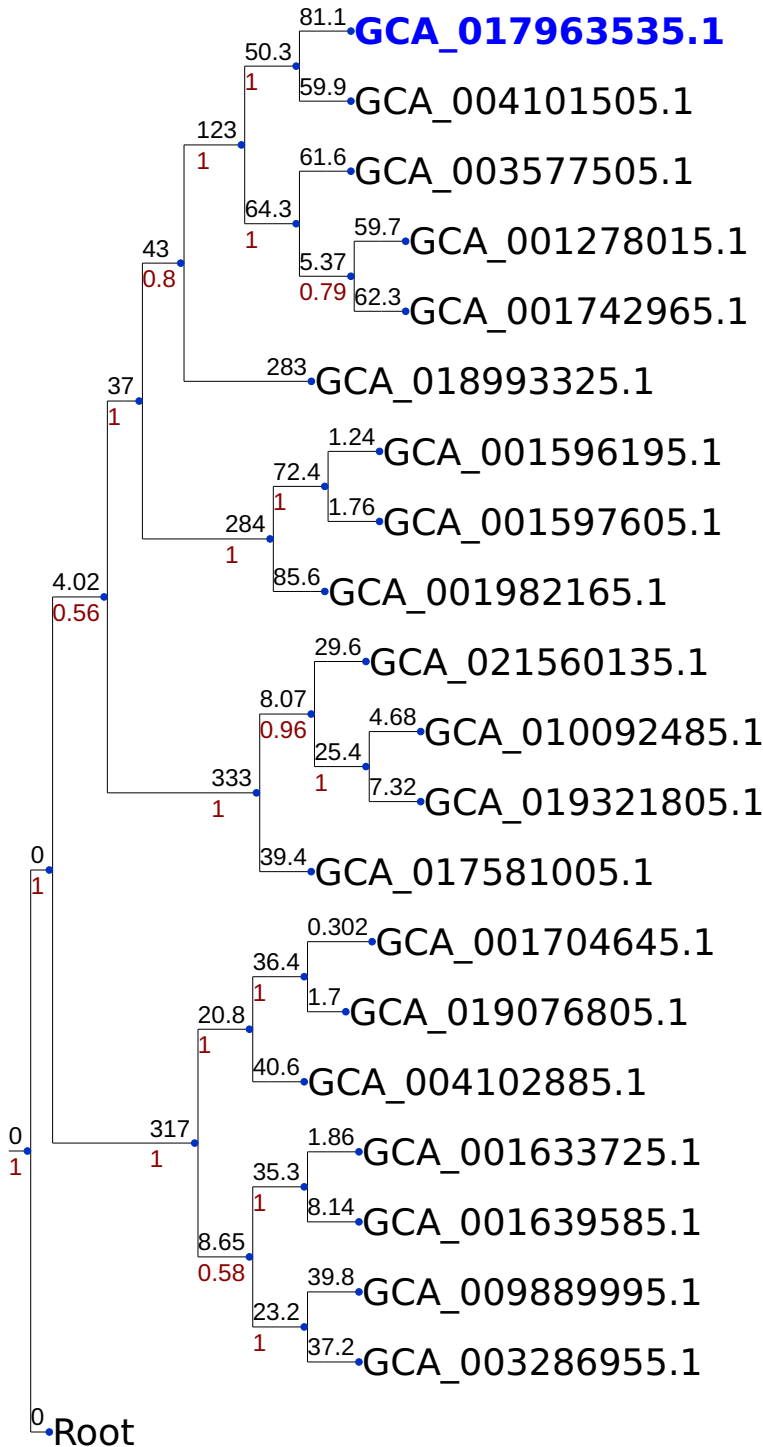 81.1
GCA_017963535.1
50.3
1
59.9
GCA_004101505.1
123
1
61.6
GCA_003577505.1
64.3
1
59.7
GCA_001278015.1
5.37
0.79
62.3
GCA_001742965.1
43
0.8
283
GCA_018993325.1
37
1
1.24
GCA_001596195.1
72.4
1
1.76
GCA_001597605.1
284
1
85.6
GCA_001982165.1
4.02
0.56
29.6
GCA_021560135.1
8.07
0.96
4.68
GCA_010092485.1
25.4
1
7.32
GCA_019321805.1
333
1
39.4
GCA_017581005.1
0
1
0.302
GCA_001704645.1
36.4
1
1.7
GCA_019076805.1
20.8
1
40.6
GCA_004102885.1
317
1
0
1
1.86
GCA_001633725.1
35.3
1
8.14
GCA_001639585.1
8.65
0.58
39.8
GCA_009889995.1
23.2
1
37.2
GCA_003286955.1
0
Root